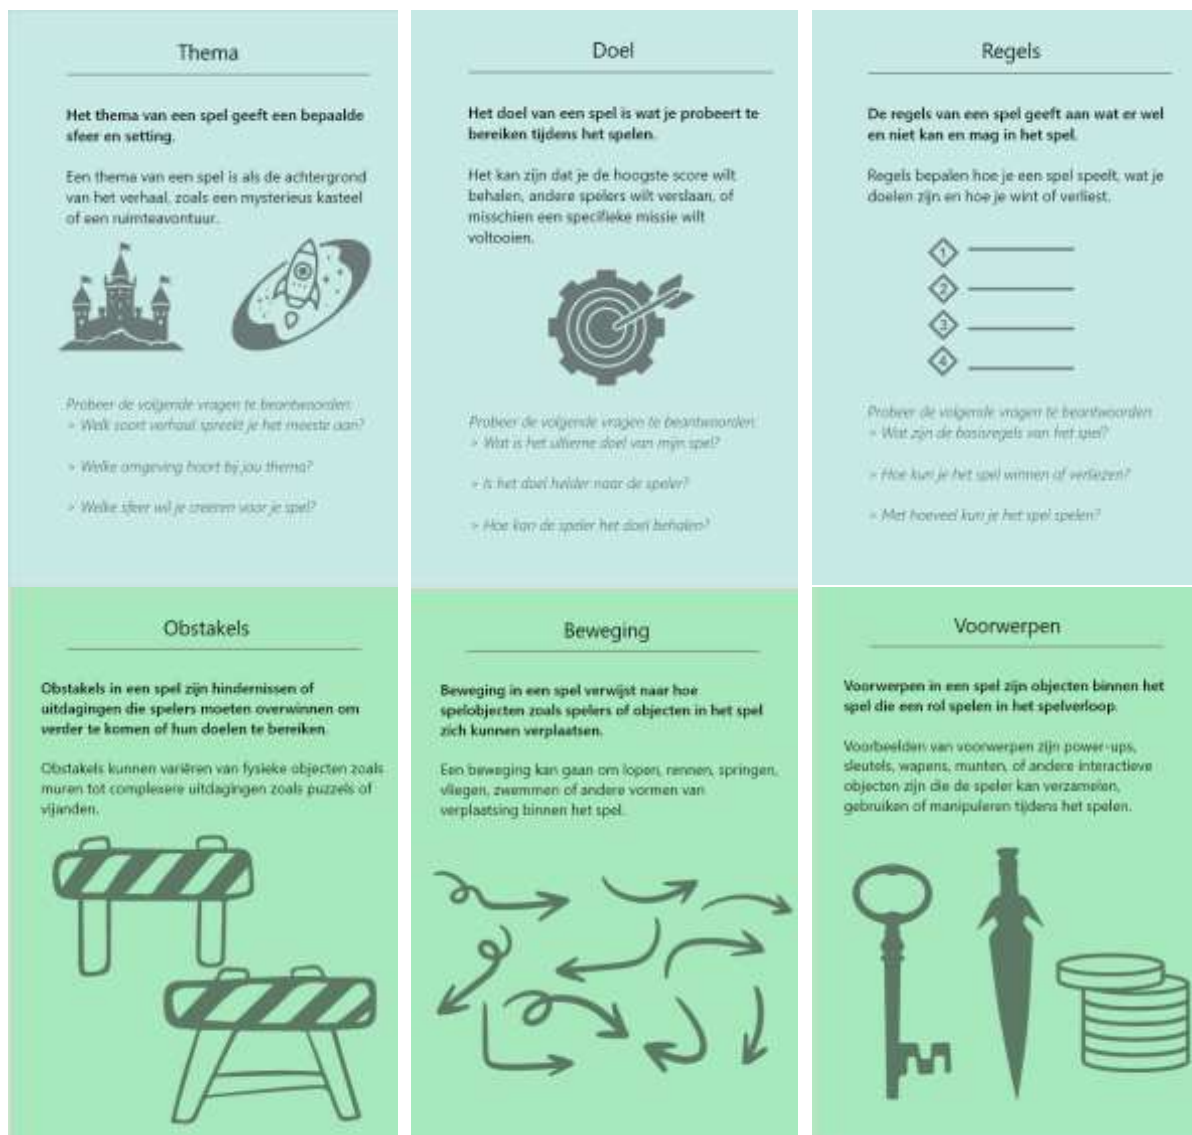 Thema
Het thema van een spel geeft een bepaalde
sfeer en setting.
Een thema van een spel is als de achtergrond
van het verhaal, zoals een mysterieus kasteel
of een ruimteavontuur.
Probeer de volgende vragen te beantwoorden:
> Welk soort verhaal spreekt je het meeste aan?
> Welke omgeving hoort bij jou thema?
> Welke sfeer wil je creëren voor je spel?
Doel
Het doel van een spel is wat je probeert te
bereiken tijdens het spelen.
Het kan zijn dat je de hoogste score wilt
behalen, andere spelers wilt verslaan, of
misschien een specifieke missie wilt
voltooien.
Probeer de volgende vragen te beantwoorden:
> Wat is het ultieme doel van mijn spel?
> Is het doel helder naar de speler?
> Hoe kan de speler het doel behalen?
Regels
De regels van een spel geeft aan wat er wel
en niet kan en mag in het spel.
Regels bepalen hoe je een spel speelt, wat je
doelen zijn en hoe je wint of verliest.
1
2
3
4
Probeer de volgende vragen te beantwoorden
> Wat zijn de basisregels van het spel?
> Hoe kun je het spel winnen of verliezen?
> Met hoeveel kun je het spel spelen?
Obstakels
Obstakels in een spel zijn hindernissen of
uitdagingen die spelers moeten overwinnen om
verder te komen of hun doelen te bereiken.
Obstakels kunnen variëren van fysieke objecten zoals
muren tot complexere uitdagingen zoals puzzels of
vijanden.
Beweging
Beweging in een spel verwijst naar hoe
spelobjecten zoals spelers of objecten in het spel
zich kunnen verplaatsen.
Een beweging kan gaan om lopen, rennen, springen,
vliegen, zwemmen of andere vormen van
verplaatsing binnen het spel.
Voorwerpen
Voorwerpen in een spel zijn objecten binnen het
spel die een rol spelen in het spelverloop.
Voorbeelden van voorwerpen zijn power-ups,
sleutels, wapens, munten, of andere interactieve
objecten zijn die de speler kan verzamelen,
gebruiken of manipuleren tijdens het spelen.